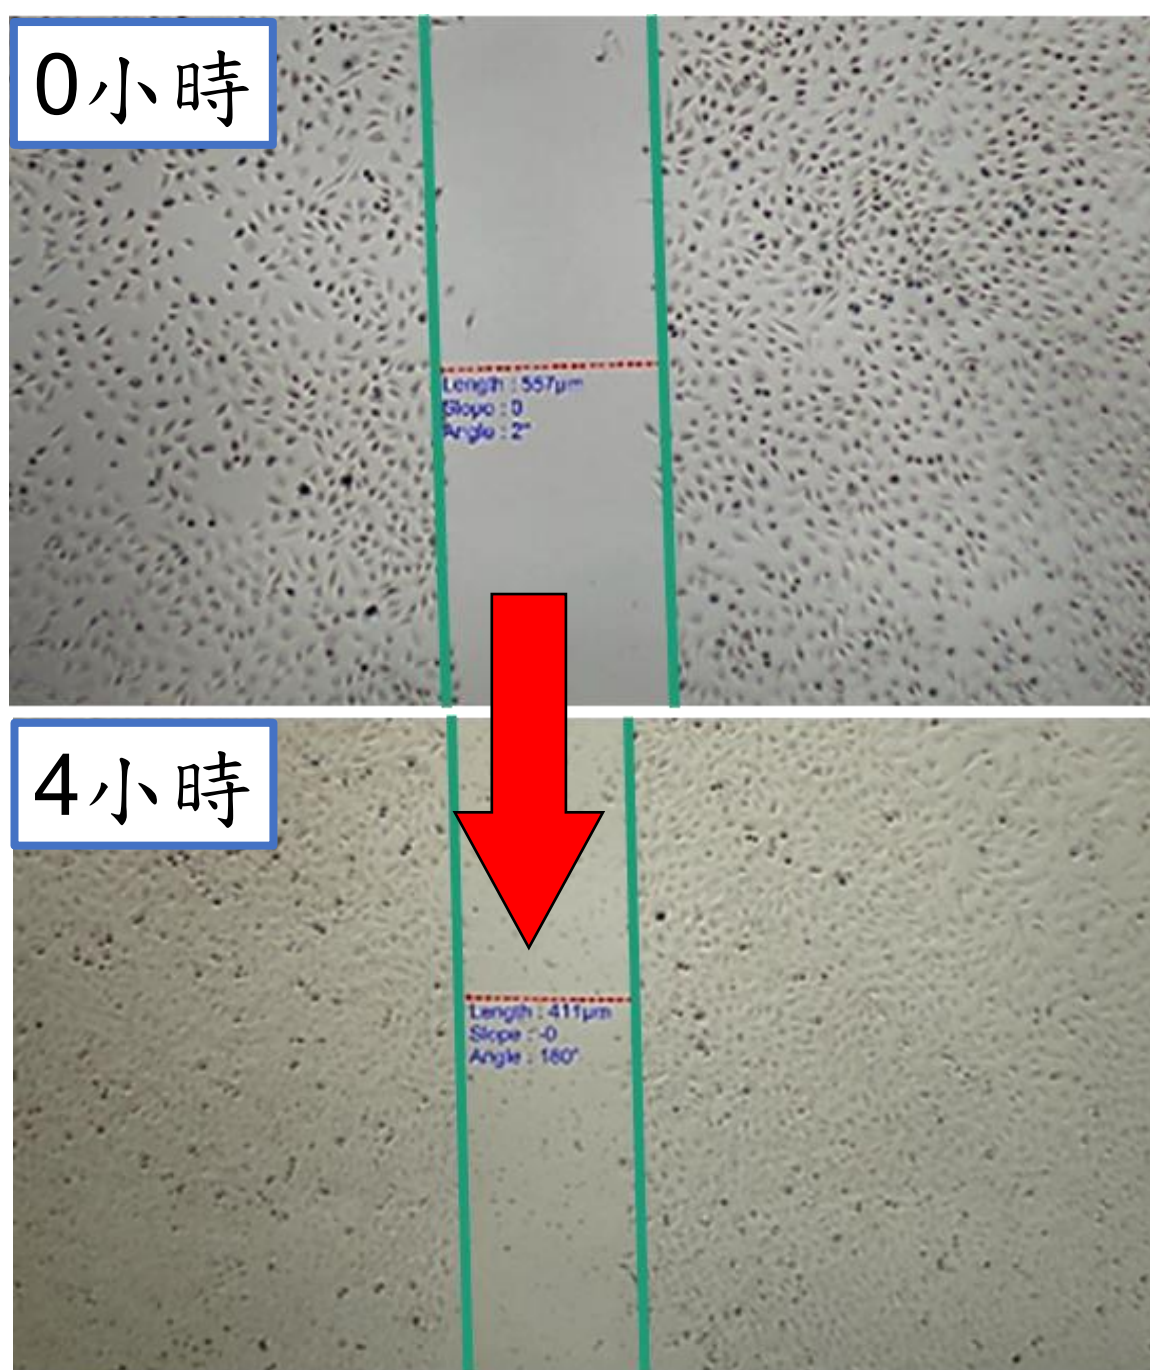 0小時
Length : 557µm
Slope : 0
Angle : 2°
4小時
Length : 411µm
Slope : -0
Angle : 180°